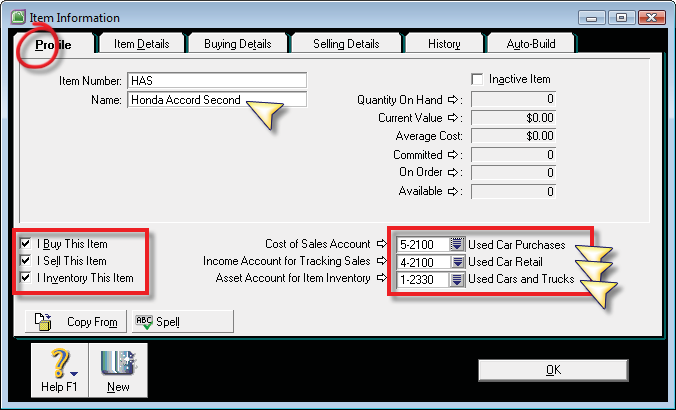 Item Information
Profile Item Details Buying Details Selling Details History Auto-Build
Item Number: HAS
Name: Honda Accord Second
Inactive Item
Quantity On Hand ⇨: 0
Current Value ⇨: $0.00
Average Cost: $0.00
Committed ⇨: 0
On Order ⇨: 0
Available ⇨: 0
I Buy This Item
I Sell This Item
I Inventory This Item
Cost of Sales Account ⇨ 5-2100 Used Car Purchases
Income Account for Tracking Sales ⇨ 4-2100 Used Car Retail
Asset Account for Item Inventory ⇨ 1-2330 Used Cars and Trucks
Copy From ABC Spell
? Help F1 New OK